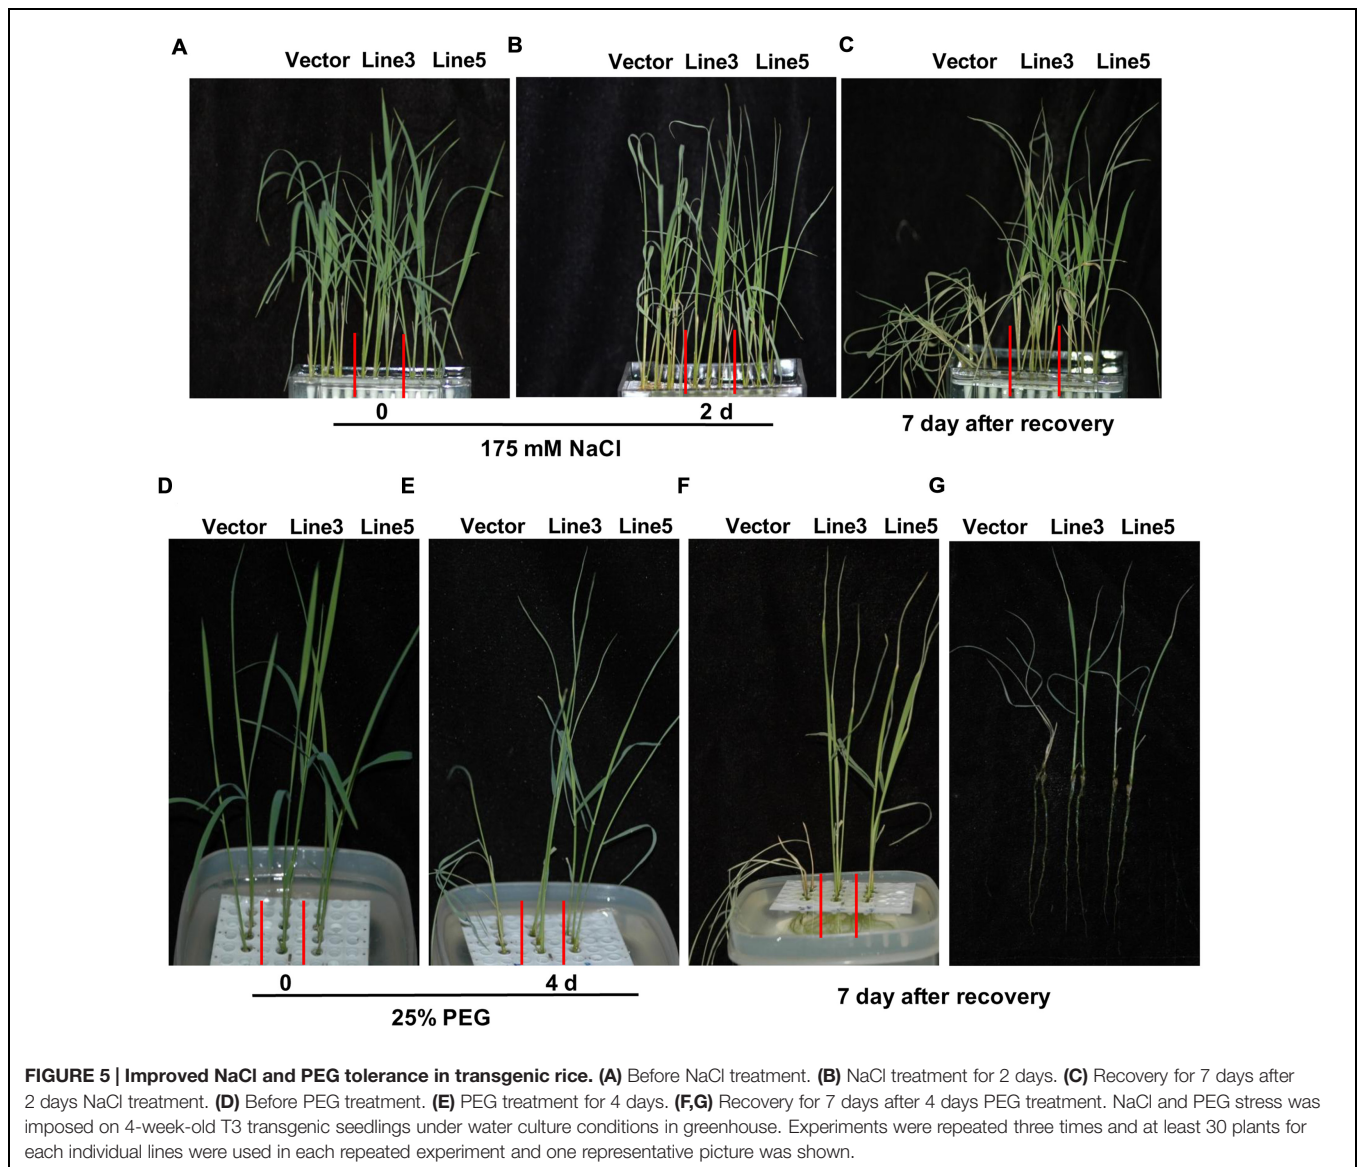 A
Vector Line3 Line5
B
Vector Line3 Line5
C
Vector Line3 Line5
0
2 d
175 mM NaCl
7 day after recovery
D
Vector Line3 Line5
E
Vector Line3 Line5
F
Vector Line3 Line5
G
Vector Line3 Line5
0
4 d
25% PEG
7 day after recovery
FIGURE 5 | Improved NaCl and PEG tolerance in transgenic rice. (A) Before NaCl treatment. (B) NaCl treatment for 2 days. (C) Recovery for 7 days after
2 days NaCl treatment. (D) Before PEG treatment. (E) PEG treatment for 4 days. (F,G) Recovery for 7 days after 4 days PEG treatment. NaCl and PEG stress was
imposed on 4-week-old T3 transgenic seedlings under water culture conditions in greenhouse. Experiments were repeated three times and at least 30 plants for
each individual lines were used in each repeated experiment and one representative picture was shown.